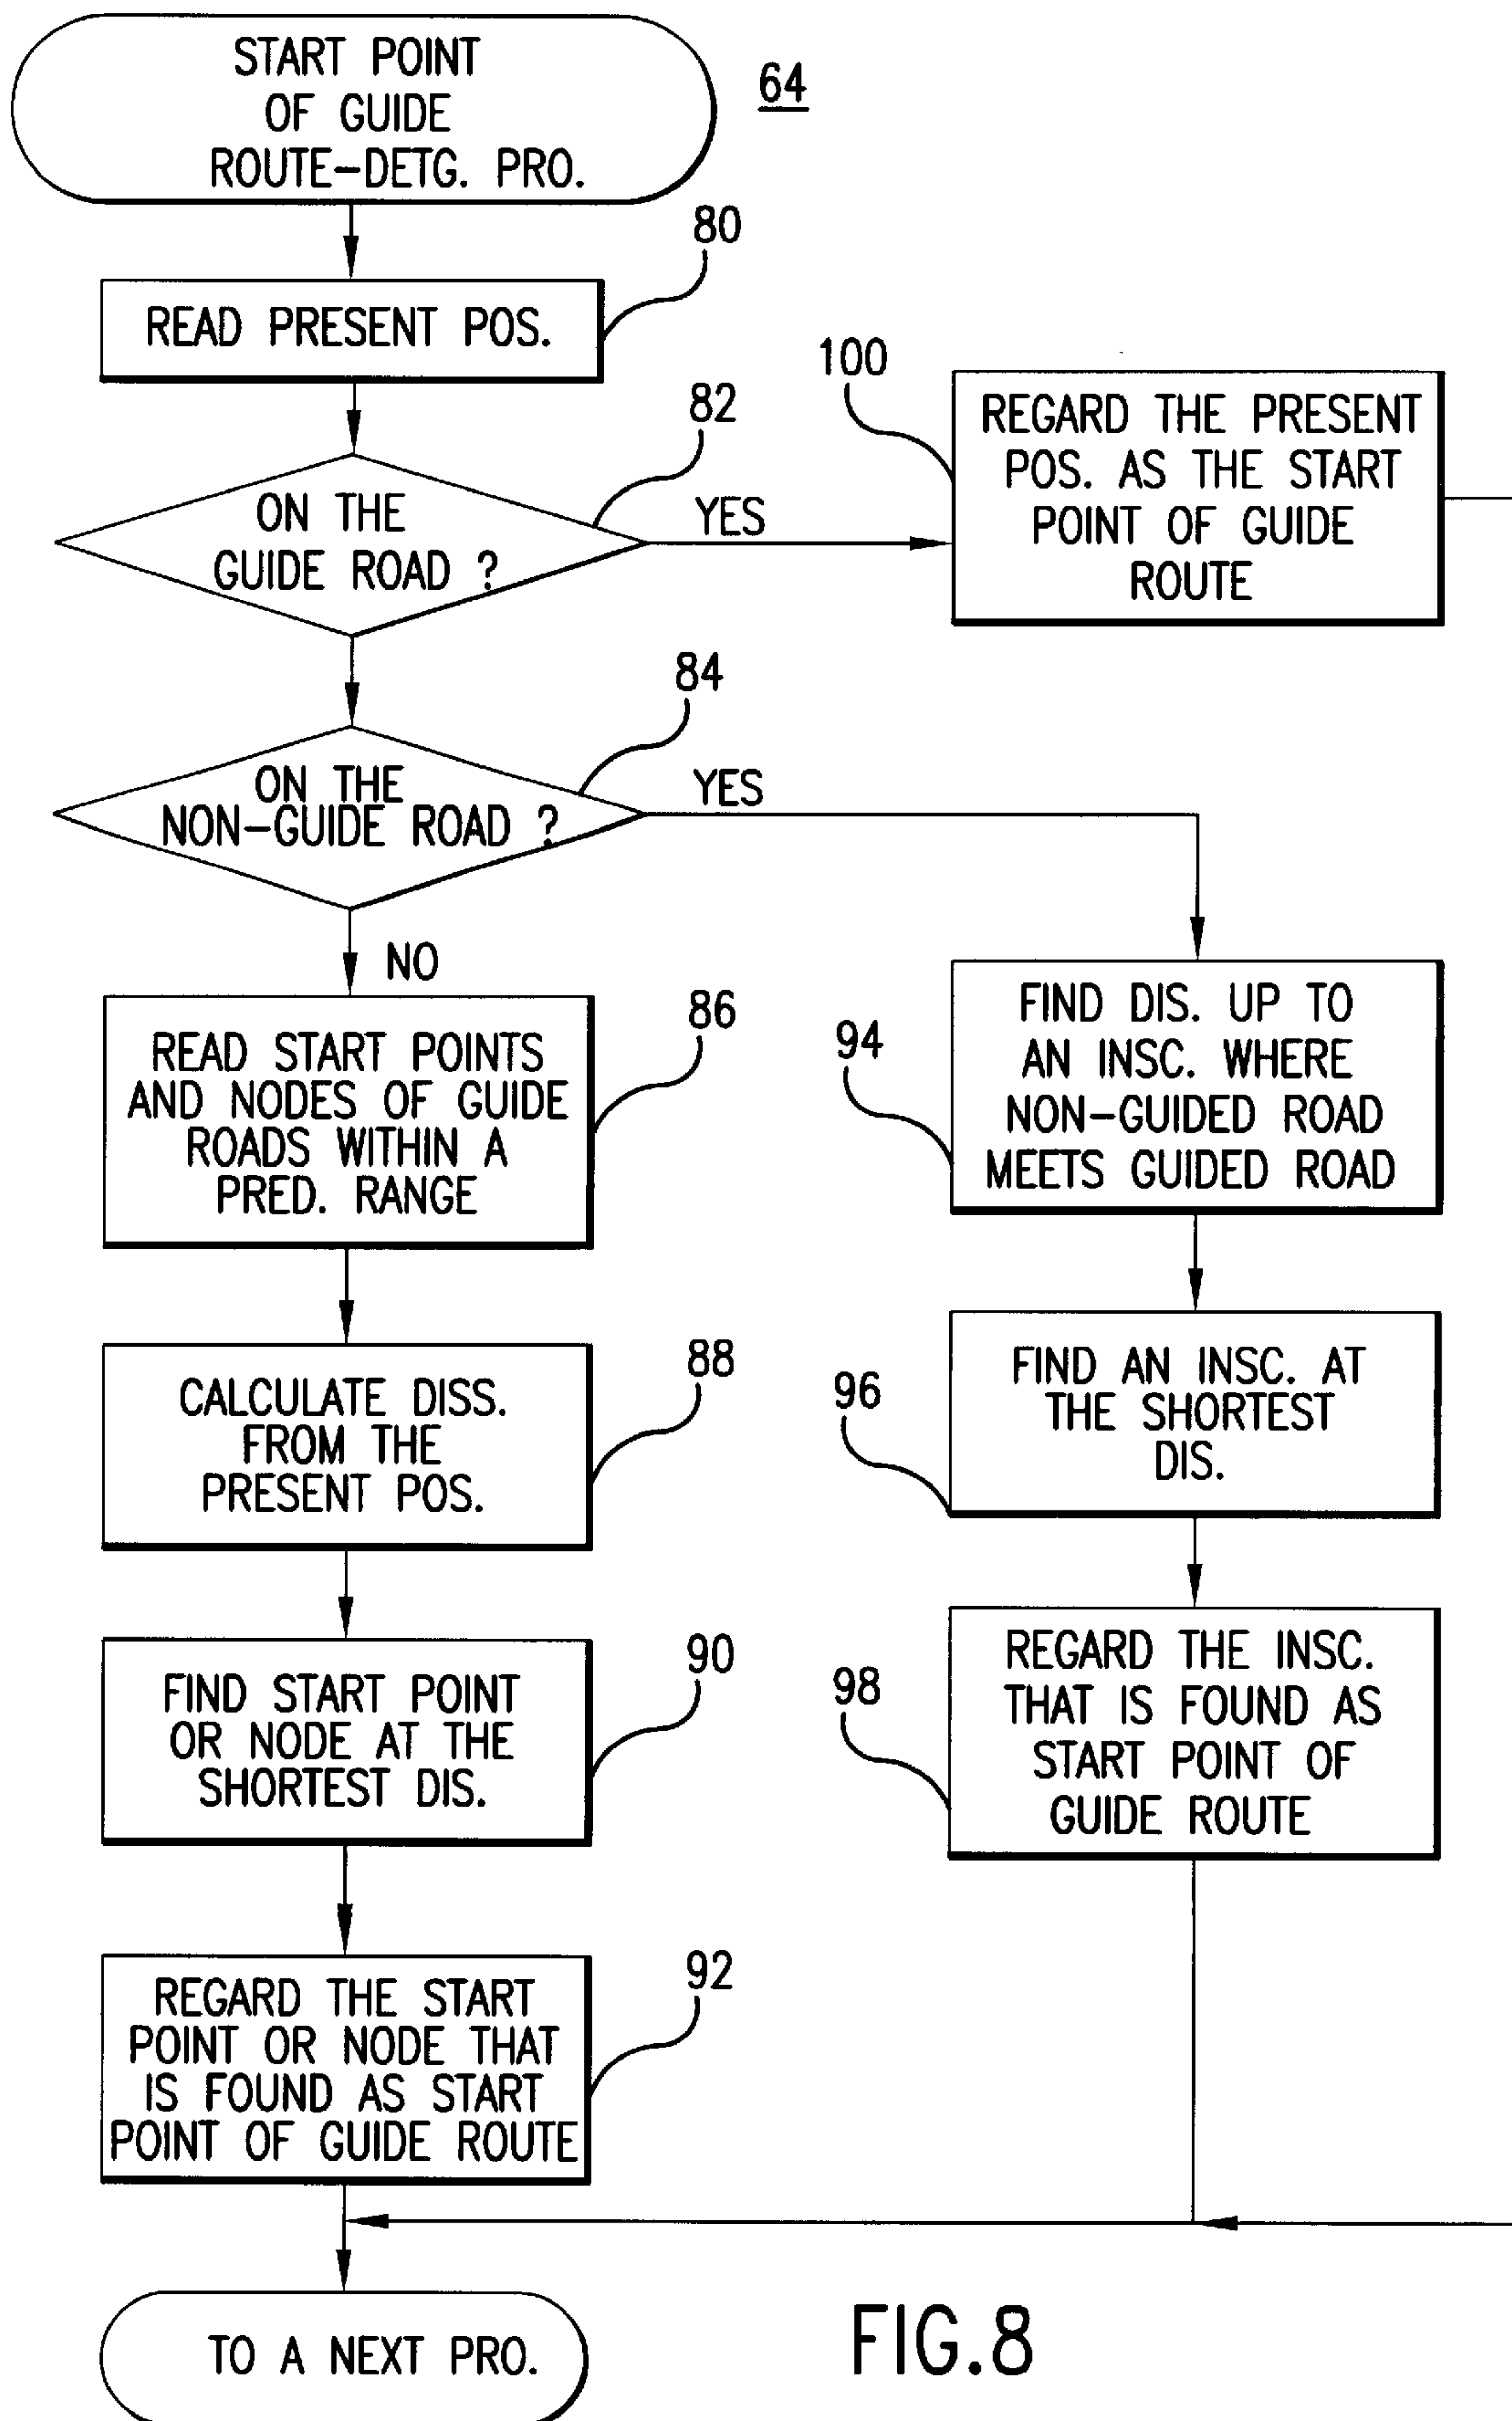 START POINT
OF GUIDE
ROUTE-DETG. PRO.
64
80
READ PRESENT POS.
82
ON THE
GUIDE ROAD ?
YES
100
REGARD THE PRESENT
POS. AS THE START
POINT OF GUIDE
ROUTE
84
ON THE
NON-GUIDE ROAD ?
YES
NO
86
READ START POINTS
AND NODES OF GUIDE
ROADS WITHIN A
PRED. RANGE
94
FIND DIS. UP TO
AN INSC. WHERE
NON-GUIDED ROAD
MEETS GUIDED ROAD
88
CALCULATE DISS.
FROM THE
PRESENT POS.
96
FIND AN INSC. AT
THE SHORTEST
DIS.
90
FIND START POINT
OR NODE AT THE
SHORTEST DIS.
98
REGARD THE INSC.
THAT IS FOUND AS
START POINT OF
GUIDE ROUTE
92
REGARD THE START
POINT OR NODE THAT
IS FOUND AS START
POINT OF GUIDE ROUTE
TO A NEXT PRO.
FIG.8